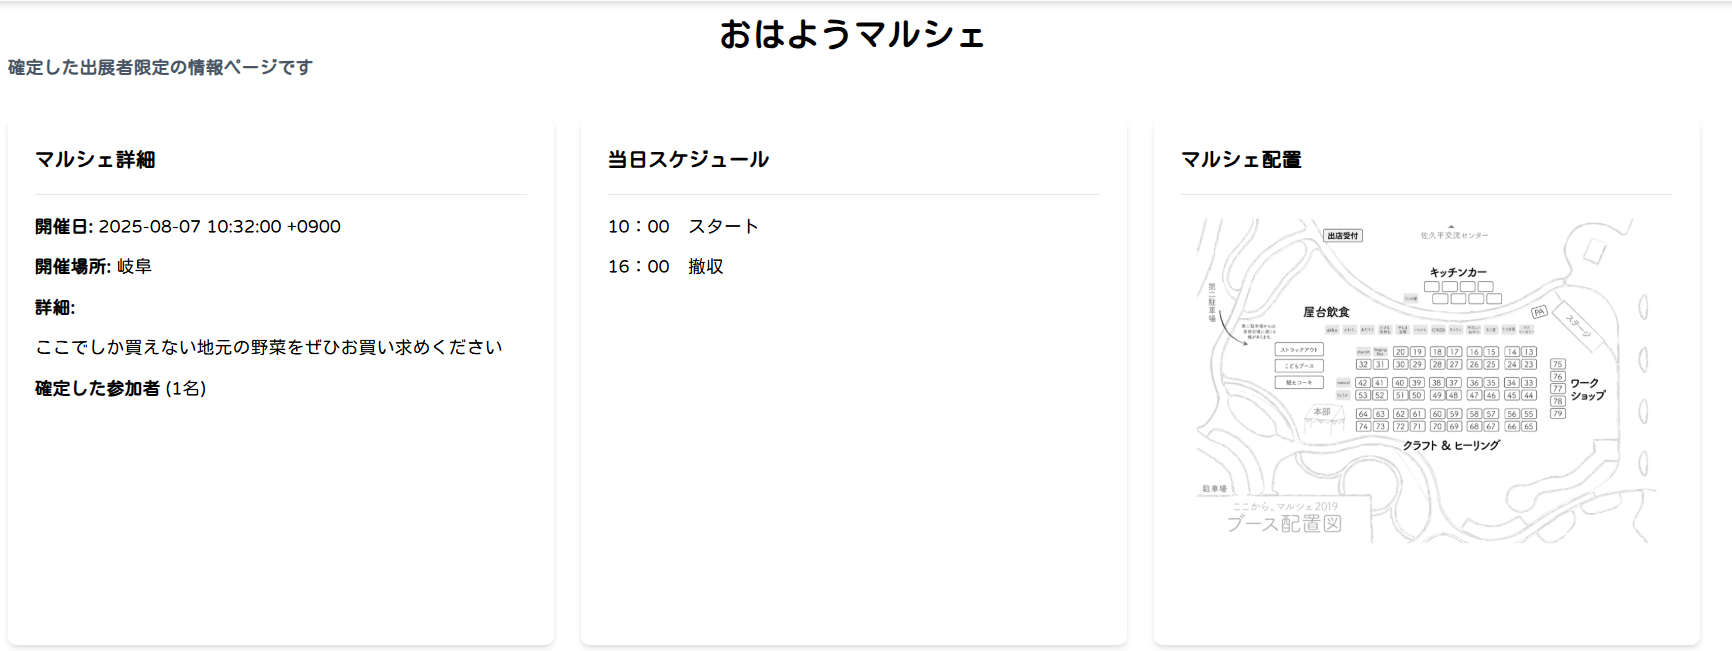 おはようマルシェ
確定した出展者限定の情報ページです
マルシェ詳細
開催日: 2025-08-07 10:32:00 +0900
開催場所: 岐阜
詳細:
ここでしか買えない地元の野菜をぜひお買い求めください
確定した参加者 (1名)
当日スケジュール
10：00　スタート
16：00　撤収
マルシェ配置
出店受付
佐久平交流センター
キッチンカー
第二駐車場
屋台飲食
PA
ステージ
ストラックアウト
こどもブース
紙ヒコーキ
20 19 18 17 16 15 14 13
32 31 30 29 28 27 26 25 24 23
42 41 40 39 38 37 36 35 34 33
53 52 51 50 49 48 47 46 45 44
64 63 62 61 60 59 58 57 56 55
74 73 72 71 70 69 68 67 66 65
75
76
77
78
79
ワーク
ショップ
本部
クラフト & ヒーリング
駐車場
ここから。マルシェ 2019
ブース配置図